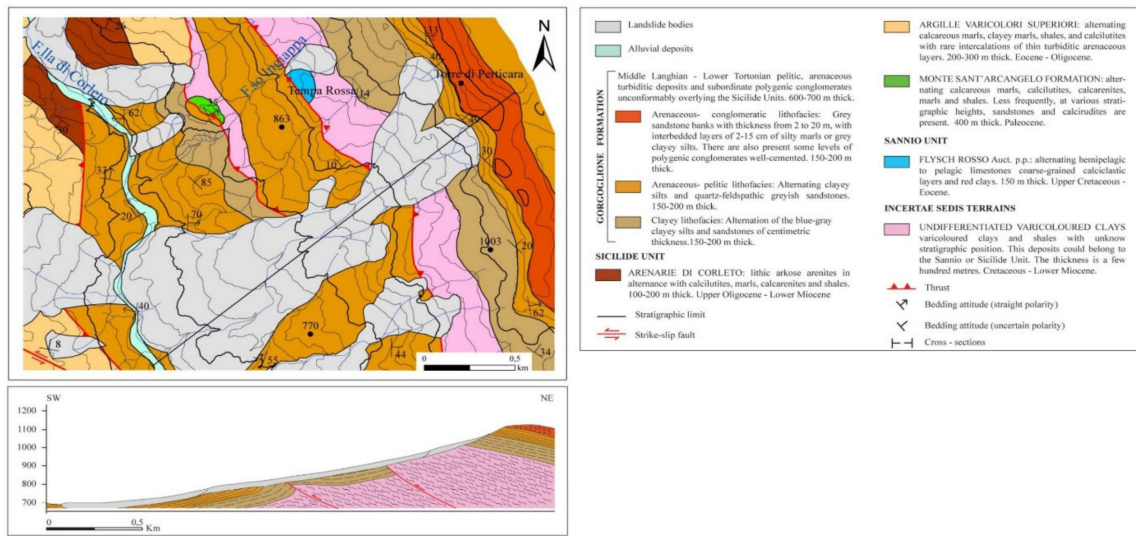 26
F.lla di Corleto
F.so Inglappa
N
33
40
Torre di Perticara
Tempa Rossa
14
15
863
62
30
40
33
10
30
85
20
70
1003
20
40
62
770
8
55
44
34
0
0,5
km
SW
NE
1200
1100
1000
900
800
700
0
0,5
Km
Landslide bodies
Alluvial deposits
GORGOGLIONE FORMATION
Middle Langhian - Lower Tortonian pelitic, arenaceous
turbiditic deposits and subordinate polygenic conglomerates
unconformably overlying the Sicilide Units. 600-700 m thick.
Arenaceous- conglomeratic lithofacies: Grey
sandstone banks with thickness from 2 to 20 m, with
interbedded layers of 2-15 cm of silty marls or grey
clayey silts. There are also present some levels of
polygenic conglomerates well-cemented. 150-200 m
thick.
Arenaceous- pelitic lithofacies: Alternating clayey
silts and quartz-feldspathic greyish sandstones.
150-200 m thick.
Clayey lithofacies: Alternation of the blue-gray
clayey silts and sandstones of centimetric
thickness.150-200 m thick.
SICILIDE UNIT
ARENARIE DI CORLETO: lithic arkose arenites in
alternance with calcilutites, marls, calcarenites and shales.
100-200 m thick. Upper Oligocene - Lower Miocene
Stratigraphic limit
Strike-slip fault
ARGILLE VARICOLORI SUPERIORI: alternating
calcareous marls, clayey marls, shales, and calcilutites
with rare intercalations of thin turbiditic arenaceous
layers. 200-300 m thick. Eocene - Oligocene.
MONTE SANT'ARCANGELO FORMATION: alter-
nating calcareous marls, calcilutites, calcarenites,
marls and shales. Less frequently, at various strati-
graphic heights, sandstones and calcirudites are
present. 400 m thick. Paleocene.
SANNIO UNIT
FLYSCH ROSSO Auct. p.p.: alternating hemipelagic
to pelagic limestones coarse-grained calciclastic
layers and red clays. 150 m thick. Upper Cretaceous -
Eocene.
INCERTAE SEDIS TERRAINS
UNDIFFERENTIATED VARICOLOURED CLAYS
varicoloured clays and shales with unknow
stratigraphic position. This deposits could belong to
the Sannio or Sicilide Unit. The thickness is a few
hundred metres. Cretaceous - Lower Miocene.
Thrust
Bedding attitude (straight polarity)
Bedding attitude (uncertain polarity)
Cross - sections